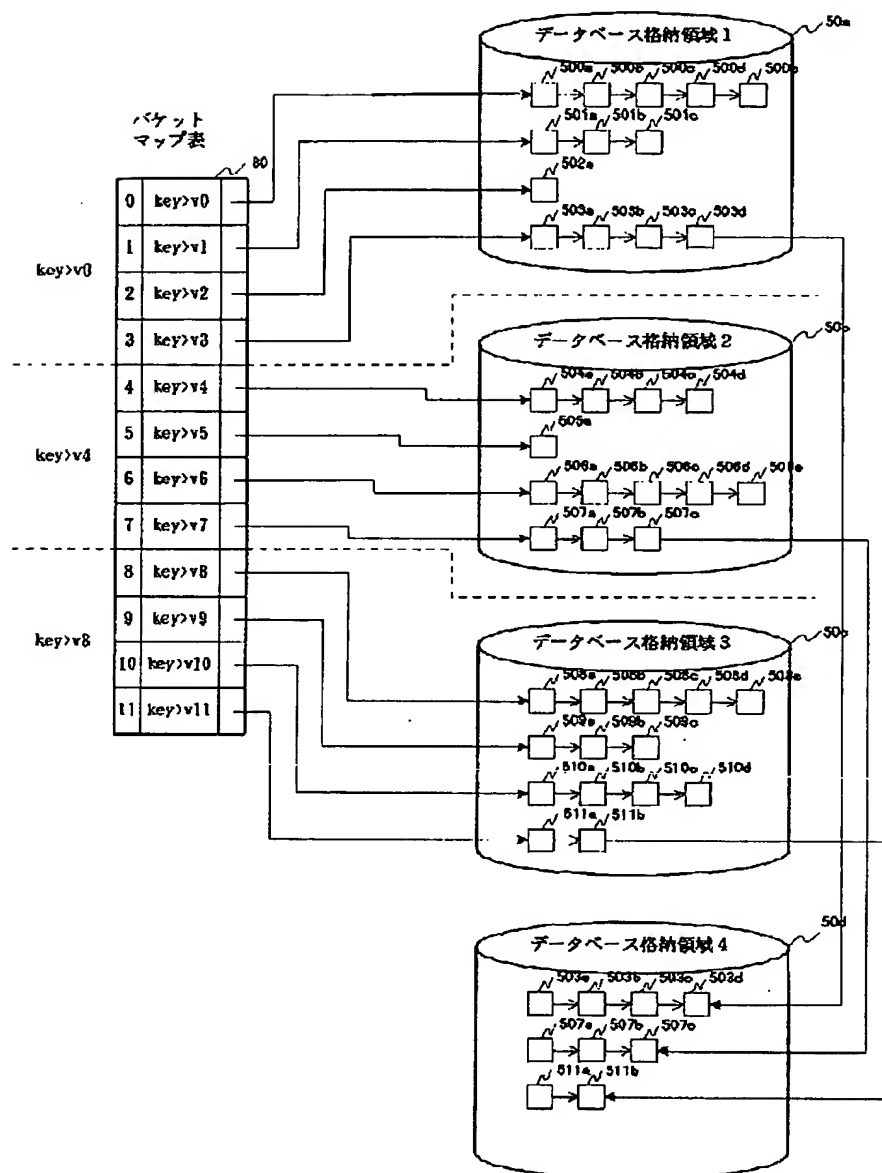 データベース格納領域1
50a
500a 500b 500c 500d 500e
501a 501b 501c
502a
503a 503b 503c 503d
バケット
マップ表
80
0 key>v0
1 key>v1
2 key>v2
3 key>v3
4 key>v4
5 key>v5
6 key>v6
7 key>v7
8 key>v8
9 key>v9
10 key>v10
11 key>v11
key>v0
key>v4
key>v8
データベース格納領域2
50b
504a 504b 504c 504d
505a
506a 506b 506c 506d 506e
507a 507b 507c
データベース格納領域3
50c
508a 508b 508c 508d 508e
509a 509b 509c
510a 510b 510c 510d
511a 511b
データベース格納領域4
50d
503a 503b 503c 503d
507a 507b 507c
511a 511b